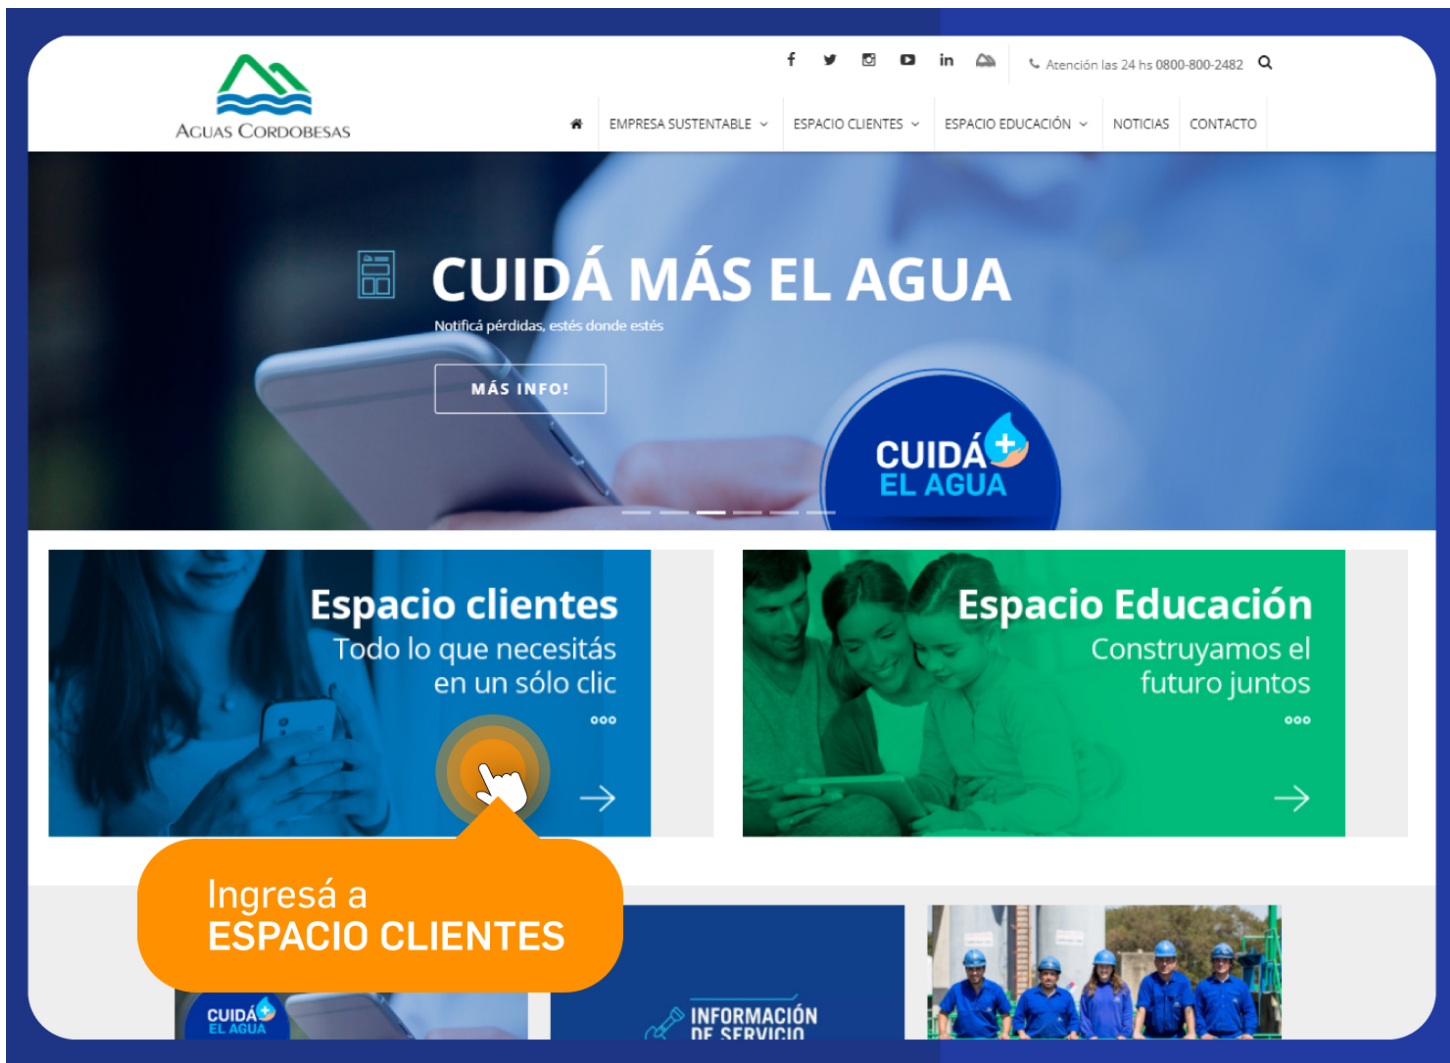 Atención las 24 hs 0800-800-2482
AGUAS CORDOBESAS
EMPRESA SUSTENTABLE
ESPACIO CLIENTES
ESPACIO EDUCACIÓN
NOTICIAS
CONTACTO
CUIDÁ MÁS EL AGUA
Notificá pérdidas, estés donde estés
MÁS INFO!
CUIDÁ
EL AGUA
Espacio clientes
Todo lo que necesitás
en un sólo clic
Espacio Educación
Construyamos el
futuro juntos
Ingresá a
ESPACIO CLIENTES
CUIDÁ
EL AGUA
INFORMACIÓN
DE SERVICIO